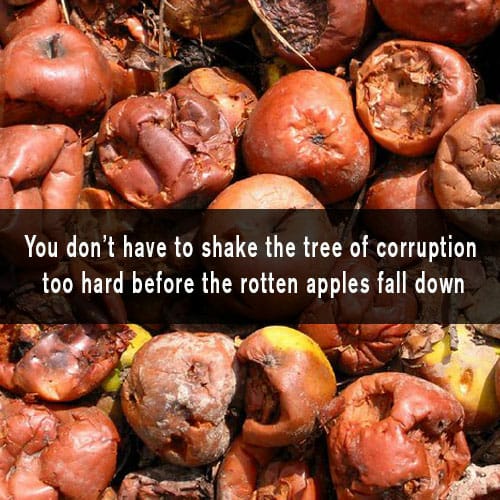 You don't have to shake the tree of corruption
too hard before the rotten apples fall down